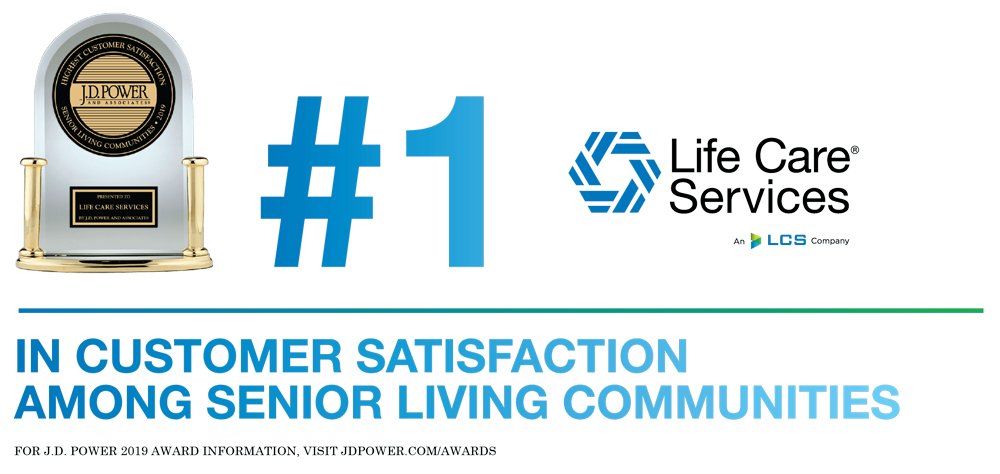 HIGHEST CUSTOMER SATISFACTION
J.D. POWER
AND ASSOCIATES®
SENIOR LIVING COMMUNITIES • 2019
PRESENTED TO
LIFE CARE SERVICES
BY J.D. POWER AND ASSOCIATES
#1
Life Care®
Services
An LCS Company
IN CUSTOMER SATISFACTION
AMONG SENIOR LIVING COMMUNITIES
FOR J.D. POWER 2019 AWARD INFORMATION, VISIT JDPOWER.COM/AWARDS